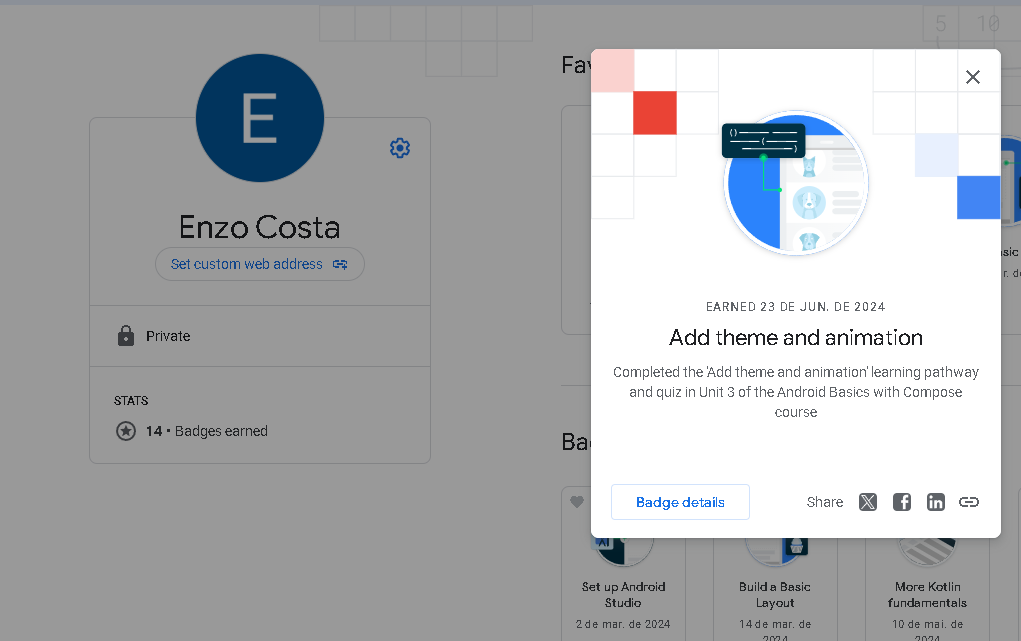 5 10
E
Enzo Costa
Set custom web address
Private
STATS
14 • Badges earned
EARNED 23 DE JUN. DE 2024
Add theme and animation
Completed the 'Add theme and animation' learning pathway
and quiz in Unit 3 of the Android Basics with Compose
course
Badge details
Share
Set up Android
Studio
2 de mar. de 2024
Build a Basic
Layout
14 de mar. de
2024
More Kotlin
fundamentals
10 de mai. de
2024